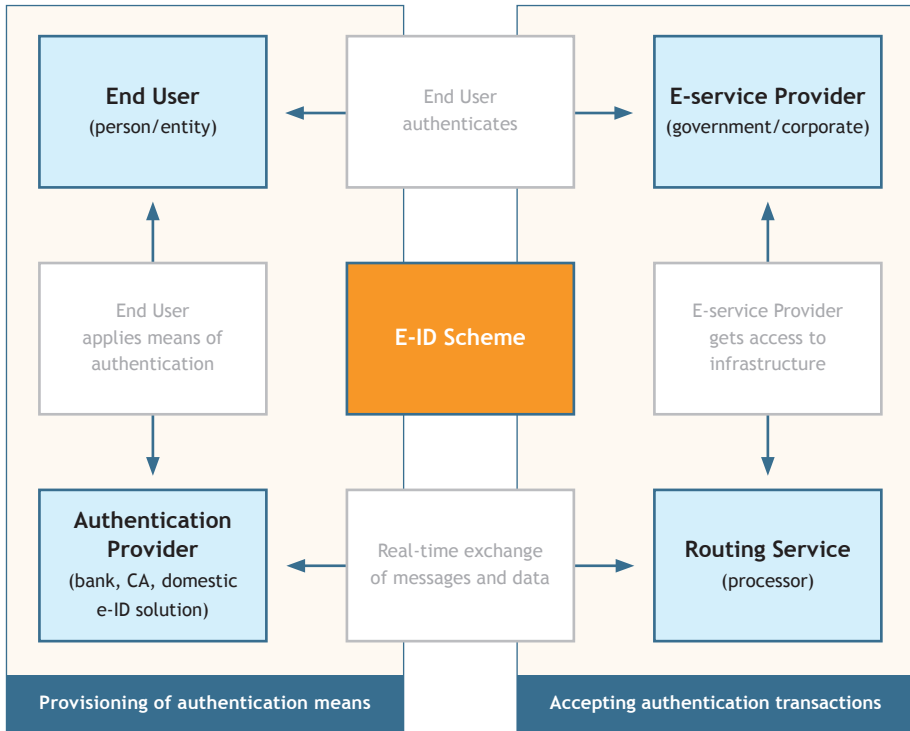 End User
(person/entity)
End User
authenticates
E-service Provider
(government/corporate)
End User
applies means of
authentication
E-ID Scheme
E-service Provider
gets access to
infrastructure
Authentication
Provider
(bank, CA, domestic
e-ID solution)
Real-time exchange
of messages and data
Routing Service
(processor)
Provisioning of authentication means
Accepting authentication transactions